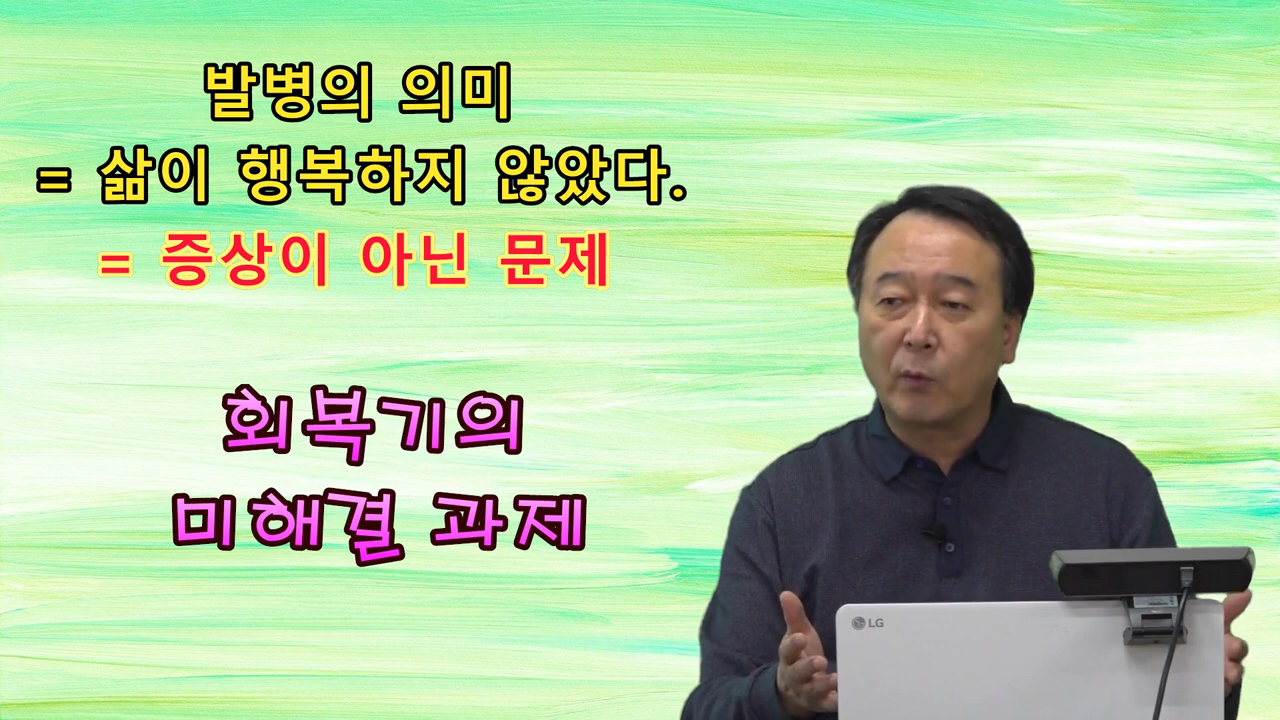 발병의 의미
= 삶이 행복하지 않았다.
= 증상이 아닌 문제
회복기의
미해결 과제
LG